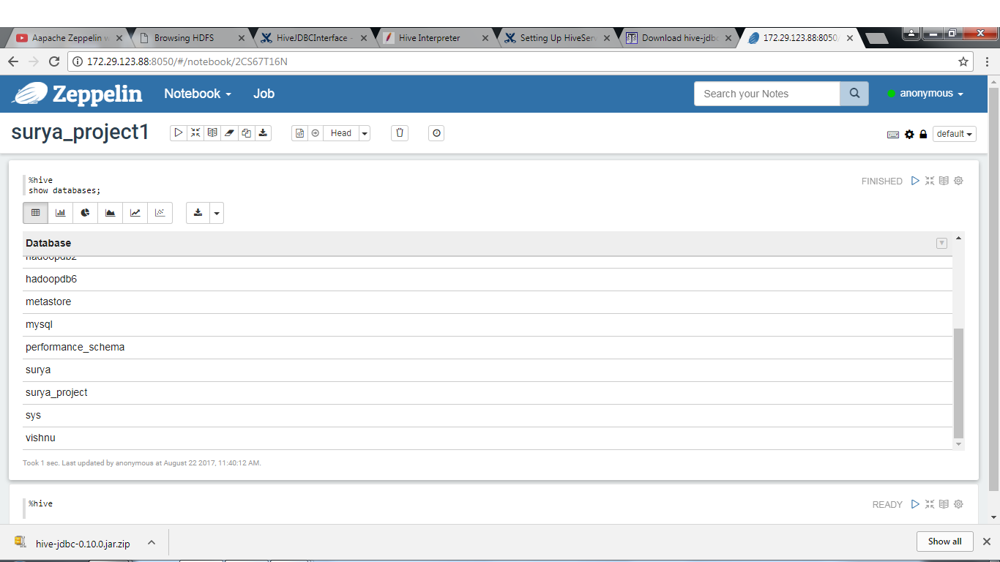 Aapache Zeppelin w
Browsing HDFS
HiveJDBCInterface -
Hive Interpreter
Setting Up HiveServ
Download hive-jdbc
172.29.123.88:8050/
172.29.123.88:8050/#/notebook/2CS67T16N
Zeppelin
Notebook
Job
Search your Notes
anonymous
surya_project1
Head
default
%hive
FINISHED
show databases;
Database
hadoopdb2
hadoopdb6
metastore
mysql
performance_schema
surya
surya_project
sys
vishnu
Took 1 sec. Last updated by anonymous at August 22 2017, 11:40:12 AM.
%hive
READY
hive-jdbc-0.10.0.jar.zip
Show all